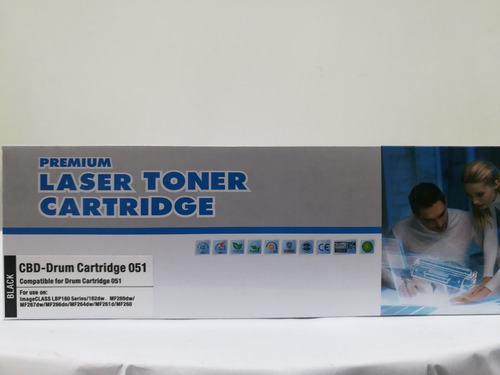 PREMIUM
LASER TONER
CARTRIDGE
CE
BLACK
CBD-Drum Cartridge 051
Compatible for Drum Cartridge 051
For use on:
ImageCLASS LBP160 Series/162dw. MF269dw/
MF267dw/MF266dn/MF264dw/MF261d/MF260